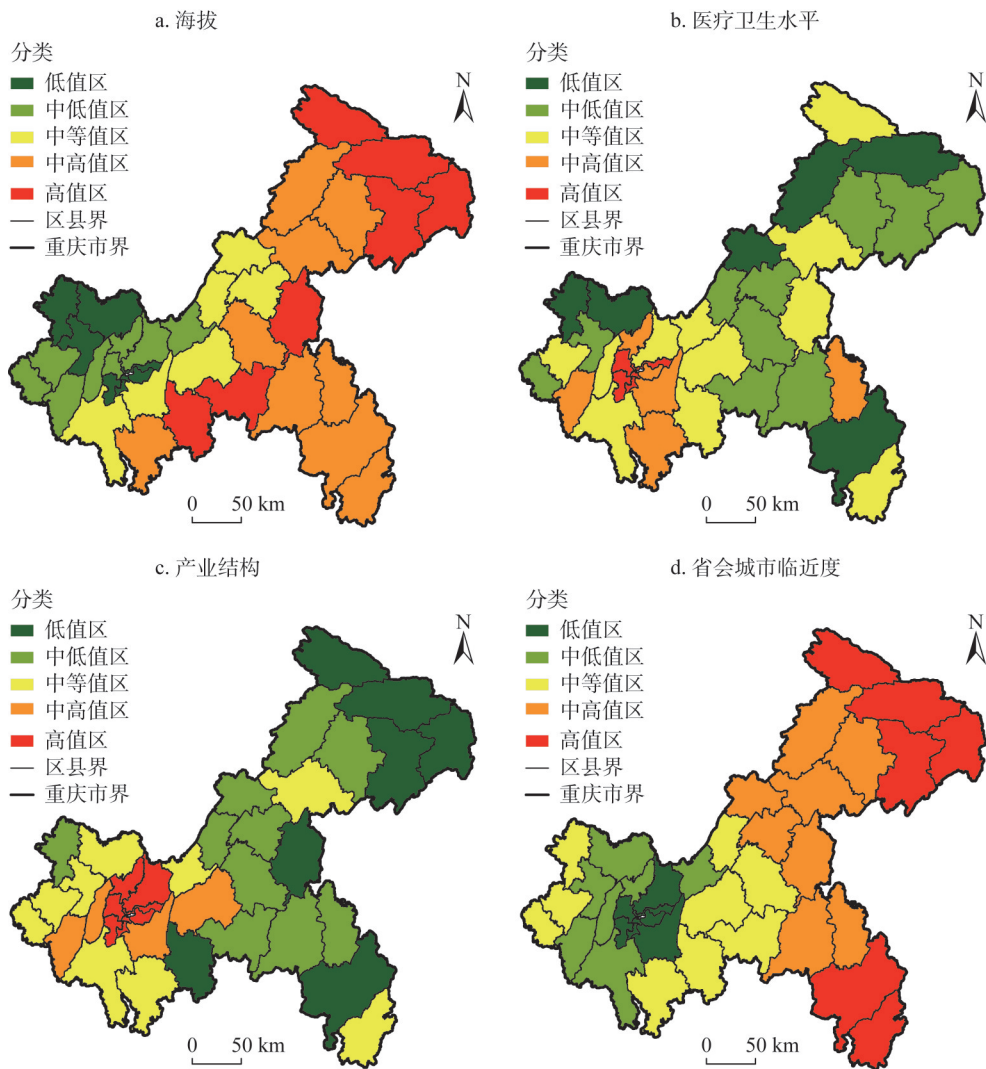 a. 海拔
分类
低值区
中低值区
中等值区
中高值区
高值区
区县界
重庆市界
N
0 50 km
b. 医疗卫生水平
分类
低值区
中低值区
中等值区
中高值区
高值区
区县界
重庆市界
N
0 50 km
c. 产业结构
分类
低值区
中低值区
中等值区
中高值区
高值区
区县界
重庆市界
N
0 50 km
d. 省会城市临近度
分类
低值区
中低值区
中等值区
中高值区
高值区
区县界
重庆市界
N
0 50 km